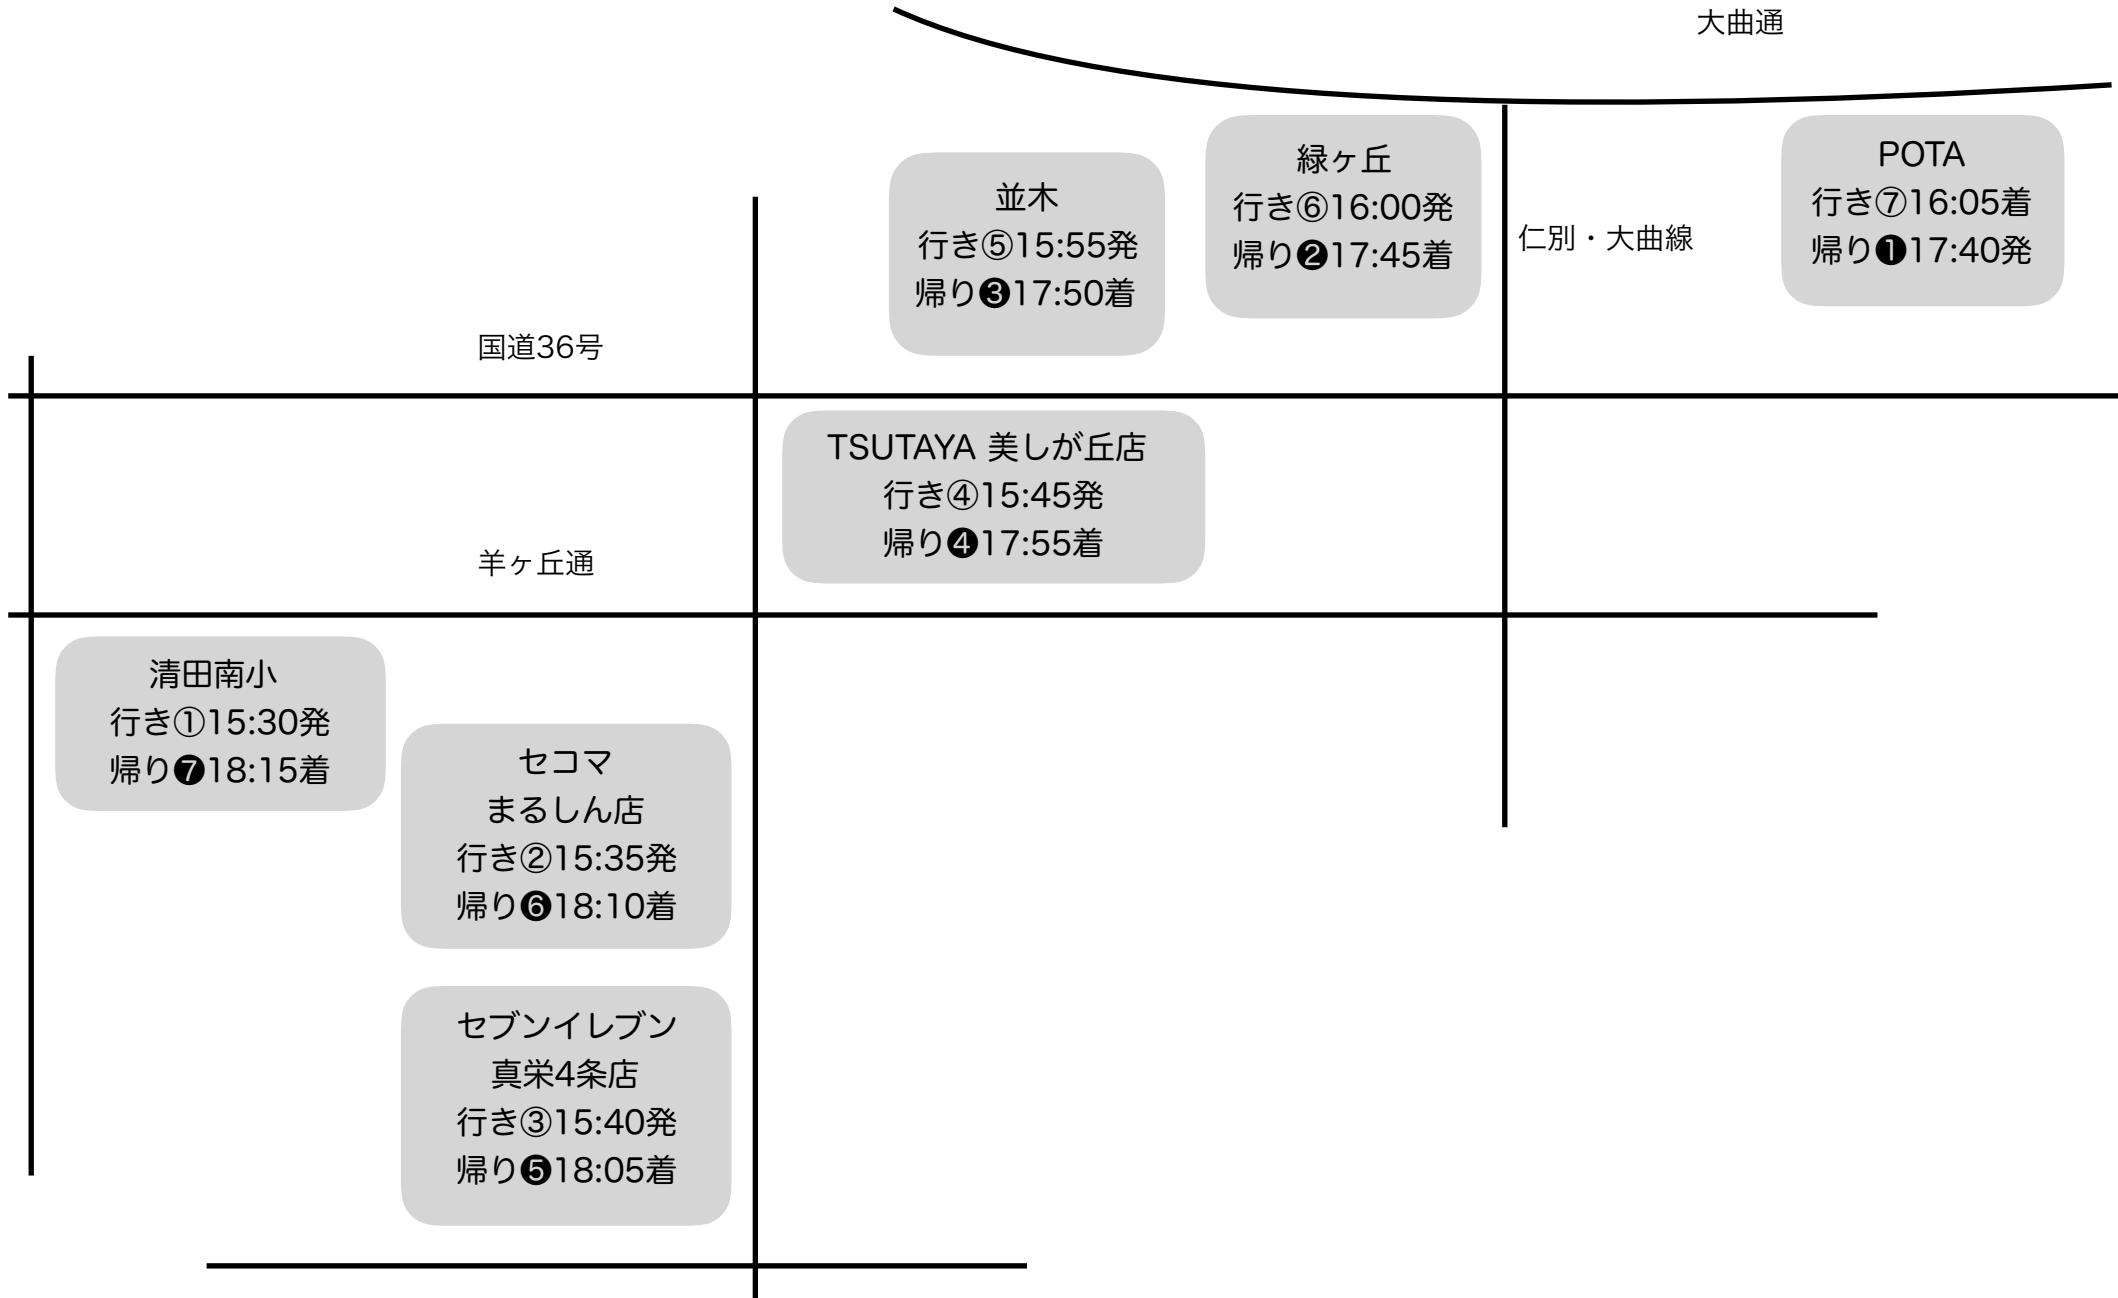 大曲通
POTA
行き⑦16:05着
帰り❶17:40発
緑ヶ丘
行き⑥16:00発
帰り❷17:45着
仁別・大曲線
並木
行き⑤15:55発
帰り❸17:50着
国道36号
TSUTAYA 美しが丘店
行き④15:45発
帰り❹17:55着
羊ヶ丘通
清田南小
行き①15:30発
帰り❼18:15着
セコマ
まるしん店
行き②15:35発
帰り❻18:10着
セブンイレブン
真栄4条店
行き③15:40発
帰り❺18:05着